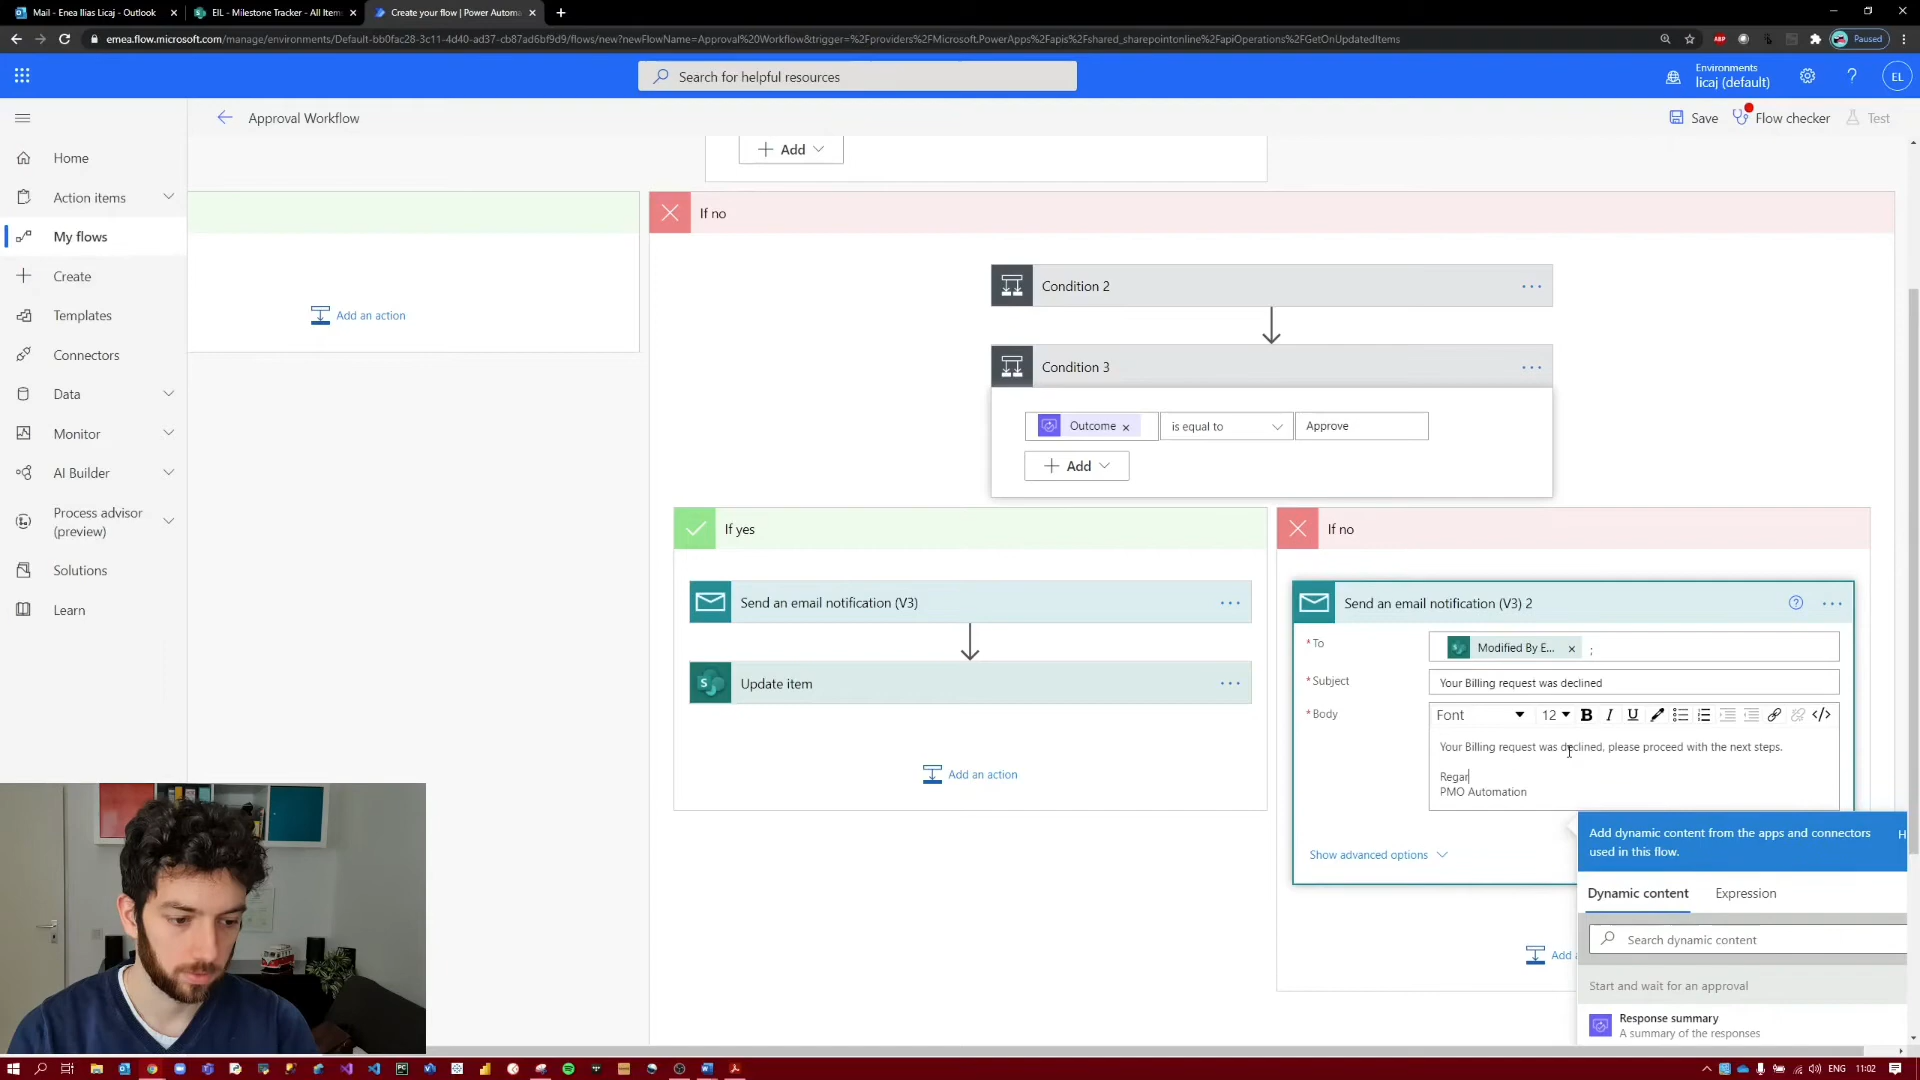 Mail - Enea Ilias Licaj - Outlook
EIL - Milestone Tracker - All Item
Create your flow | Power Automa
emea.flow.microsoft.com/manage/environments/Default-bb0fac28-3c11-4d40-ad37-cb87ad6bf9d9/flows/new?newFlowName=Approval%20Workflow&trigger=%2Fproviders%2FMicrosoft.PowerApps%2Fapis%2Fshared_sharepointonline%2FapiOperations%2FGetOnUpdatedItems
ABP
Paused
Search for helpful resources
Environments
licaj (default)
EL
Approval Workflow
Save
Flow checker
Test
Home
Action items
My flows
Create
Templates
Connectors
Data
Monitor
AI Builder
Process advisor
(preview)
Solutions
Learn
Add
If no
Add an action
Condition 2
Condition 3
Outcome
is equal to
Approve
Add
If yes
If no
Send an email notification (V3)
Update item
Add an action
Send an email notification (V3) 2
* To
Modified By E... ;
* Subject
Your Billing request was declined
* Body
Font
12
B I U
Your Billing request was declined, please proceed with the next steps.
Regar
PMO Automation
Show advanced options
Add a
Add dynamic content from the apps and connectors H
used in this flow.
Dynamic content
Expression
Search dynamic content
Start and wait for an approval
Response summary
A summary of the responses
ENG
11:02